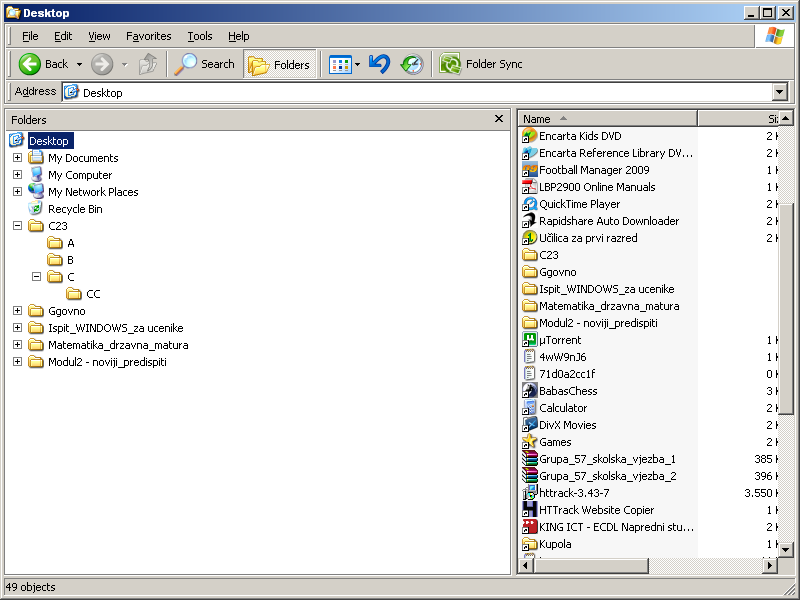 Desktop
File Edit View Favorites Tools Help
Back Search Folders Folder Sync
Address Desktop
Folders
Desktop
My Documents
My Computer
My Network Places
Recycle Bin
C23
A
B
C
CC
Ggovno
Ispit_WINDOWS_za ucenike
Matematika_drzavna_matura
Modul2 - noviji_predispiti
Name Si
Encarta Kids DVD 2 K
Encarta Reference Library DV... 2 K
Football Manager 2009 1 K
LBP2900 Online Manuals 1 K
QuickTime Player 2 K
Rapidshare Auto Downloader 2 K
Učilica za prvi razred 2 K
C23
Ggovno
Ispit_WINDOWS_za ucenike
Matematika_drzavna_matura
Modul2 - noviji_predispiti
µTorrent 1 K
4wW9nJ6 1 K
71d0a2cc1f 0 K
BabasChess 3 K
Calculator 2 K
DivX Movies 2 K
Games 2 K
Grupa_57_skolska_vjezba_1 385 K
Grupa_57_skolska_vjezba_2 396 K
httrack-3.43-7 3.550 K
HTTrack Website Copier 1 K
KING ICT - ECDL Napredni stu... 2 K
Kupola 1 K
49 objects